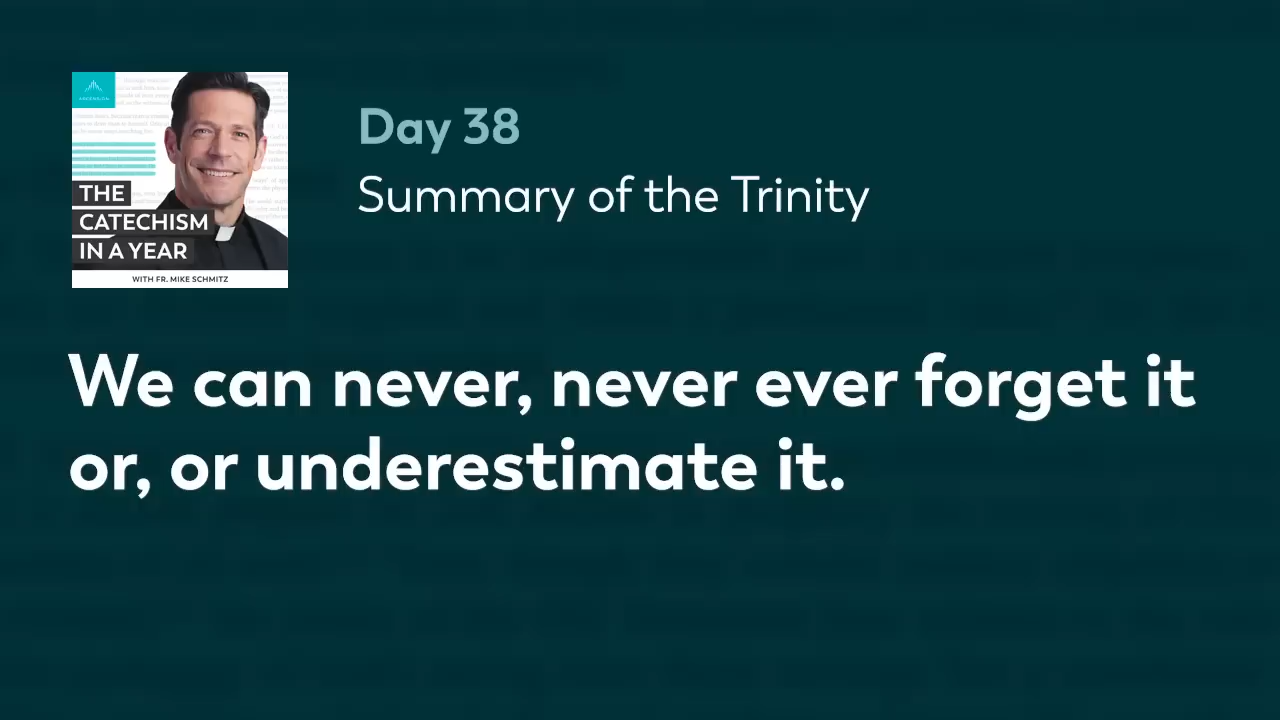 ASCENSION
THE
CATECHISM
IN A YEAR
WITH FR. MIKE SCHMITZ
Day 38
Summary of the Trinity
We can never, never ever forget it
or, or underestimate it.